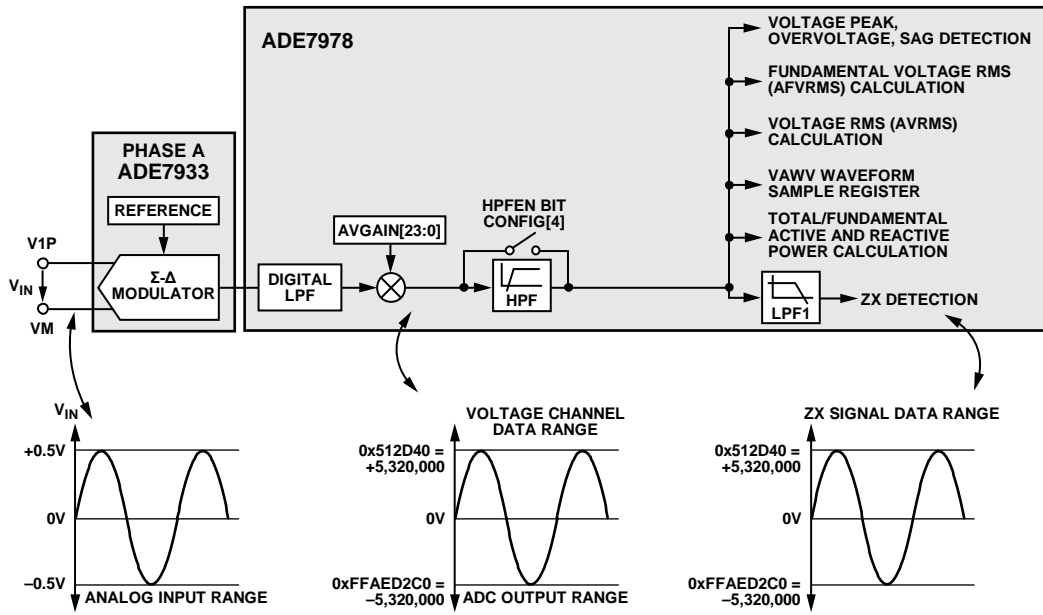 ADE7978
VOLTAGE PEAK,
OVERVOLTAGE, SAG DETECTION
FUNDAMENTAL VOLTAGE RMS
(AFVRMS) CALCULATION
VOLTAGE RMS (AVRMS)
CALCULATION
VAWV WAVEFORM
SAMPLE REGISTER
TOTAL/FUNDAMENTAL
ACTIVE AND REACTIVE
POWER CALCULATION
PHASE A
ADE7933
REFERENCE
V1P
VIN
VM
Σ-Δ
MODULATOR
DIGITAL
LPF
AVGAIN[23:0]
HPFEN BIT
CONFIG[4]
HPF
LPF1
ZX DETECTION
VIN
+0.5V
0V
–0.5V
ANALOG INPUT RANGE
VOLTAGE CHANNEL
DATA RANGE
0x512D40 =
+5,320,000
0V
0xFFAED2C0 =
–5,320,000
ADC OUTPUT RANGE
ZX SIGNAL DATA RANGE
0x512D40 =
+5,320,000
0V
0xFFAED2C0 =
–5,320,000